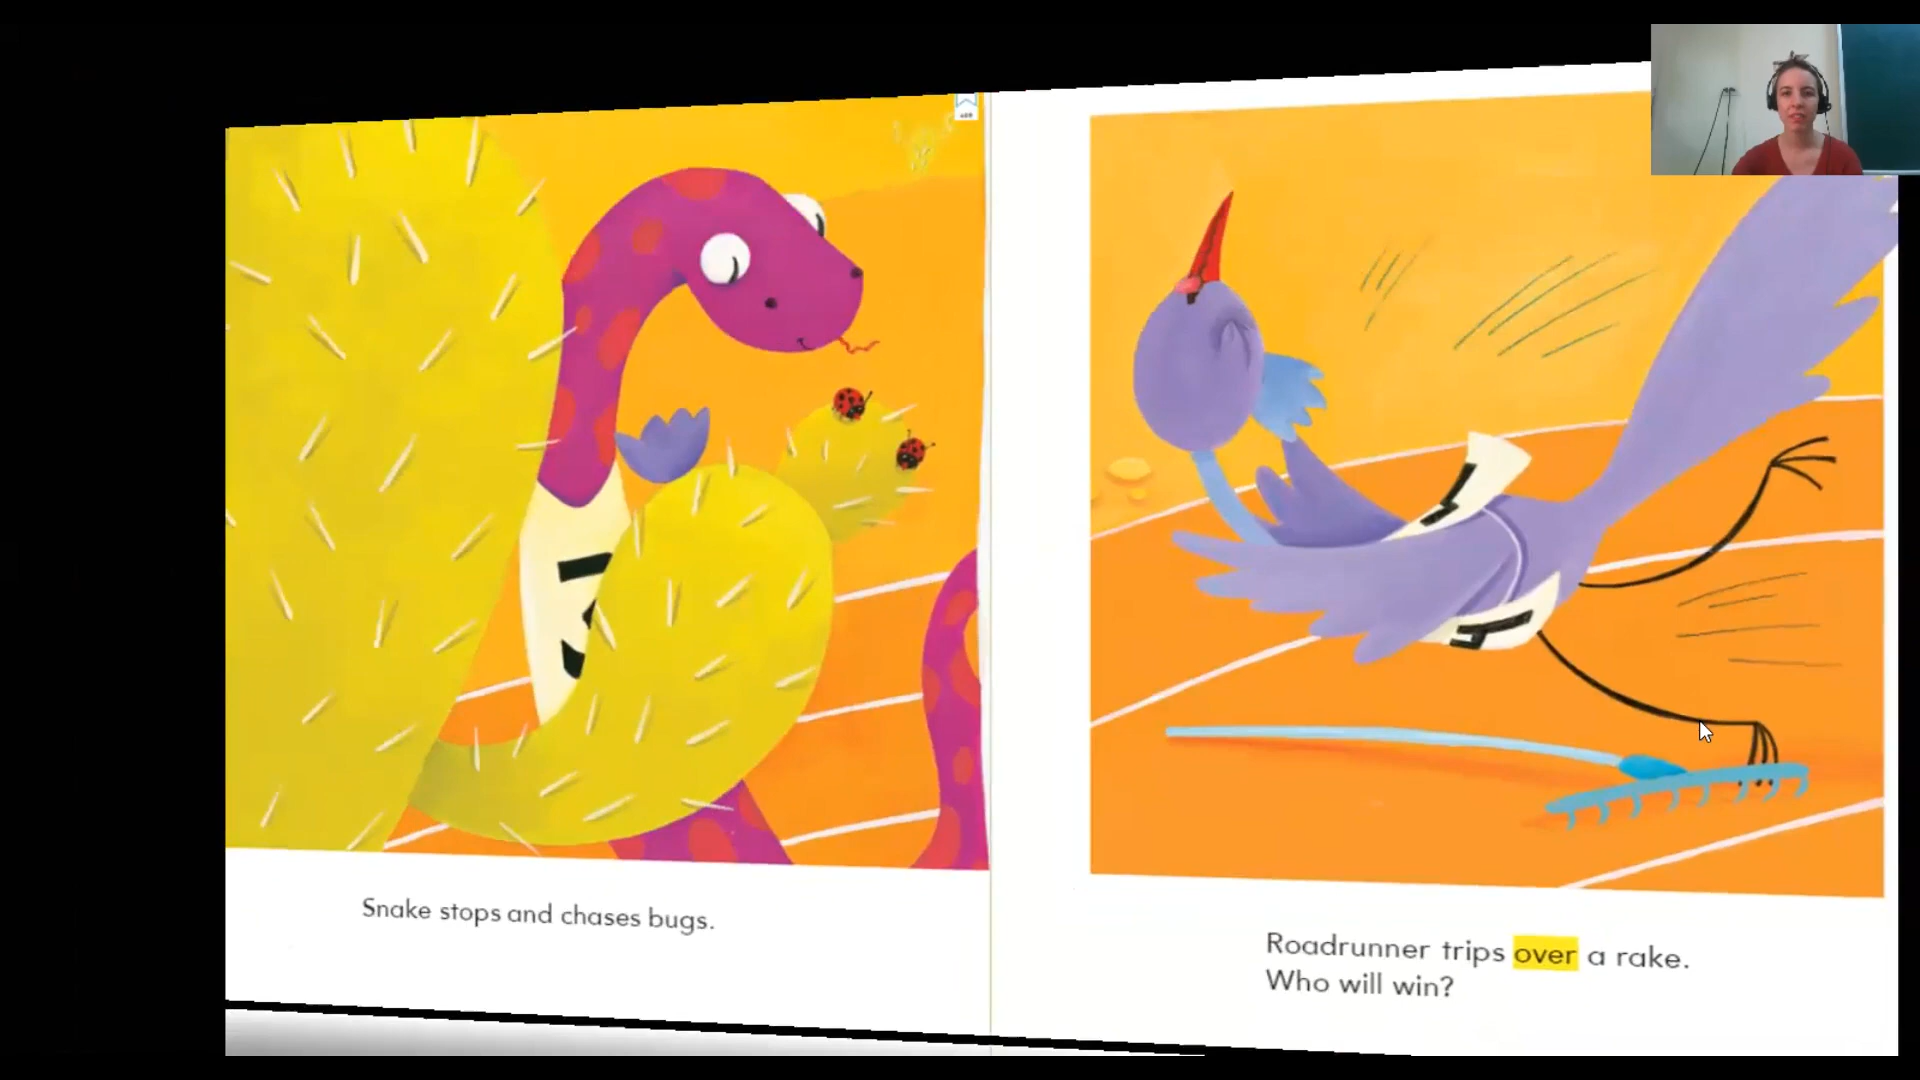 Snake stops and chases bugs.
Roadrunner trips over a rake.
Who will win?